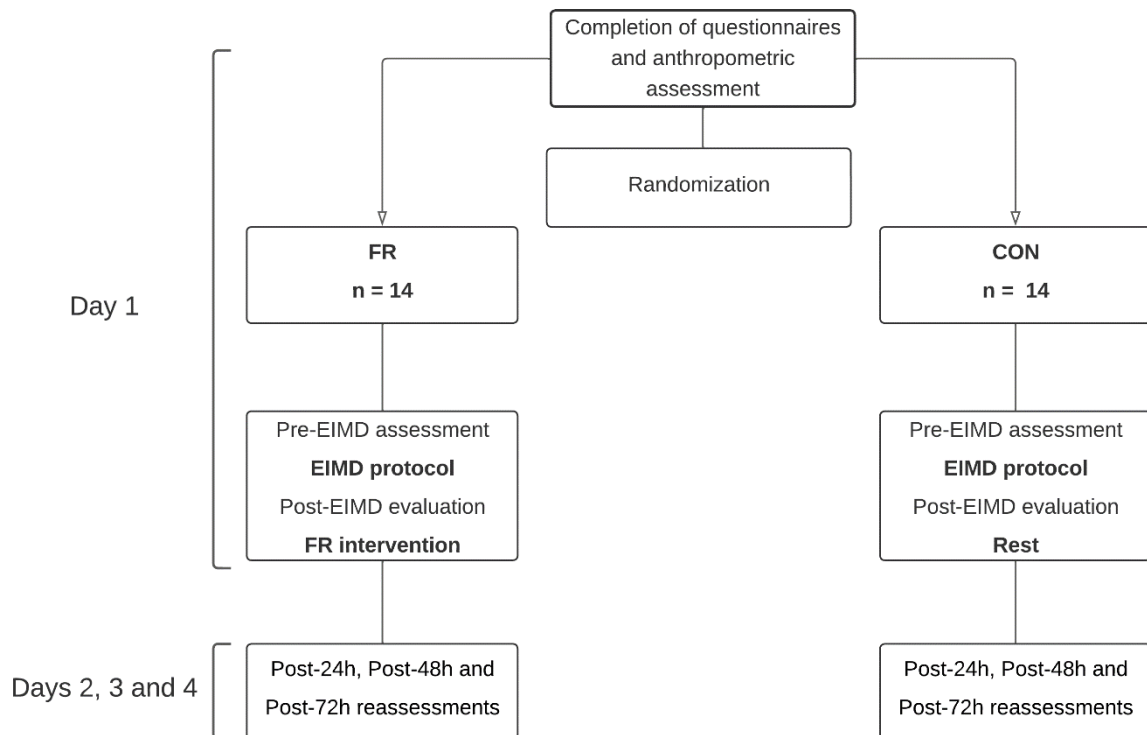 Completion of questionnaires
and anthropometric
assessment
Randomization
Day 1
FR
n = 14
CON
n = 14
Pre-EIMD assessment
EIMD protocol
Post-EIMD evaluation
FR intervention
Pre-EIMD assessment
EIMD protocol
Post-EIMD evaluation
Rest
Days 2, 3 and 4
Post-24h, Post-48h and
Post-72h reassessments
Post-24h, Post-48h and
Post-72h reassessments